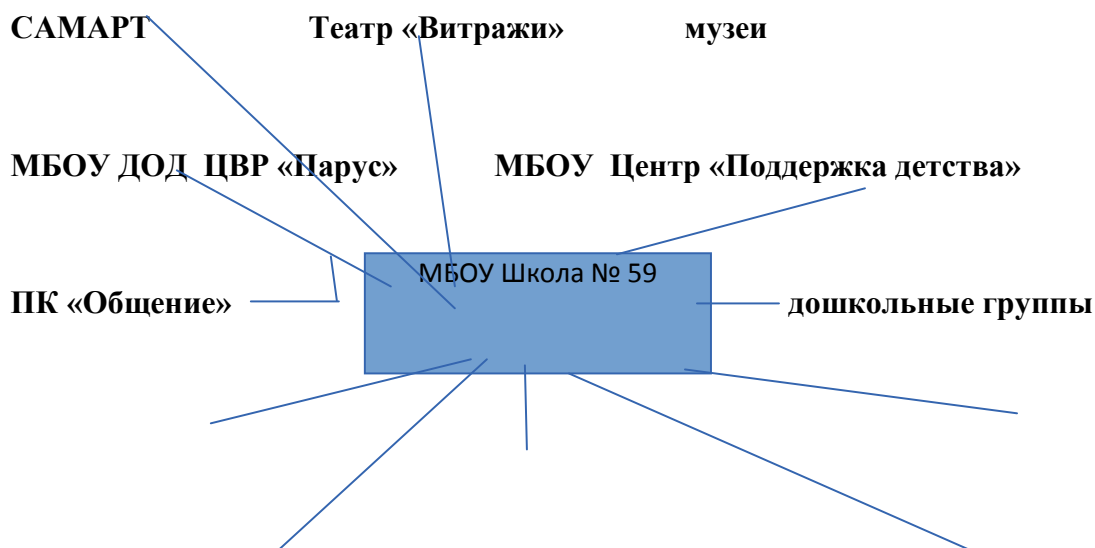 САМАРТ Театр «Витражи» музеи
МБОУ ДОД ЦВР «Парус» МБОУ Центр «Поддержка детства»
МБОУ Школа № 59
ПК «Общение» дошкольные группы